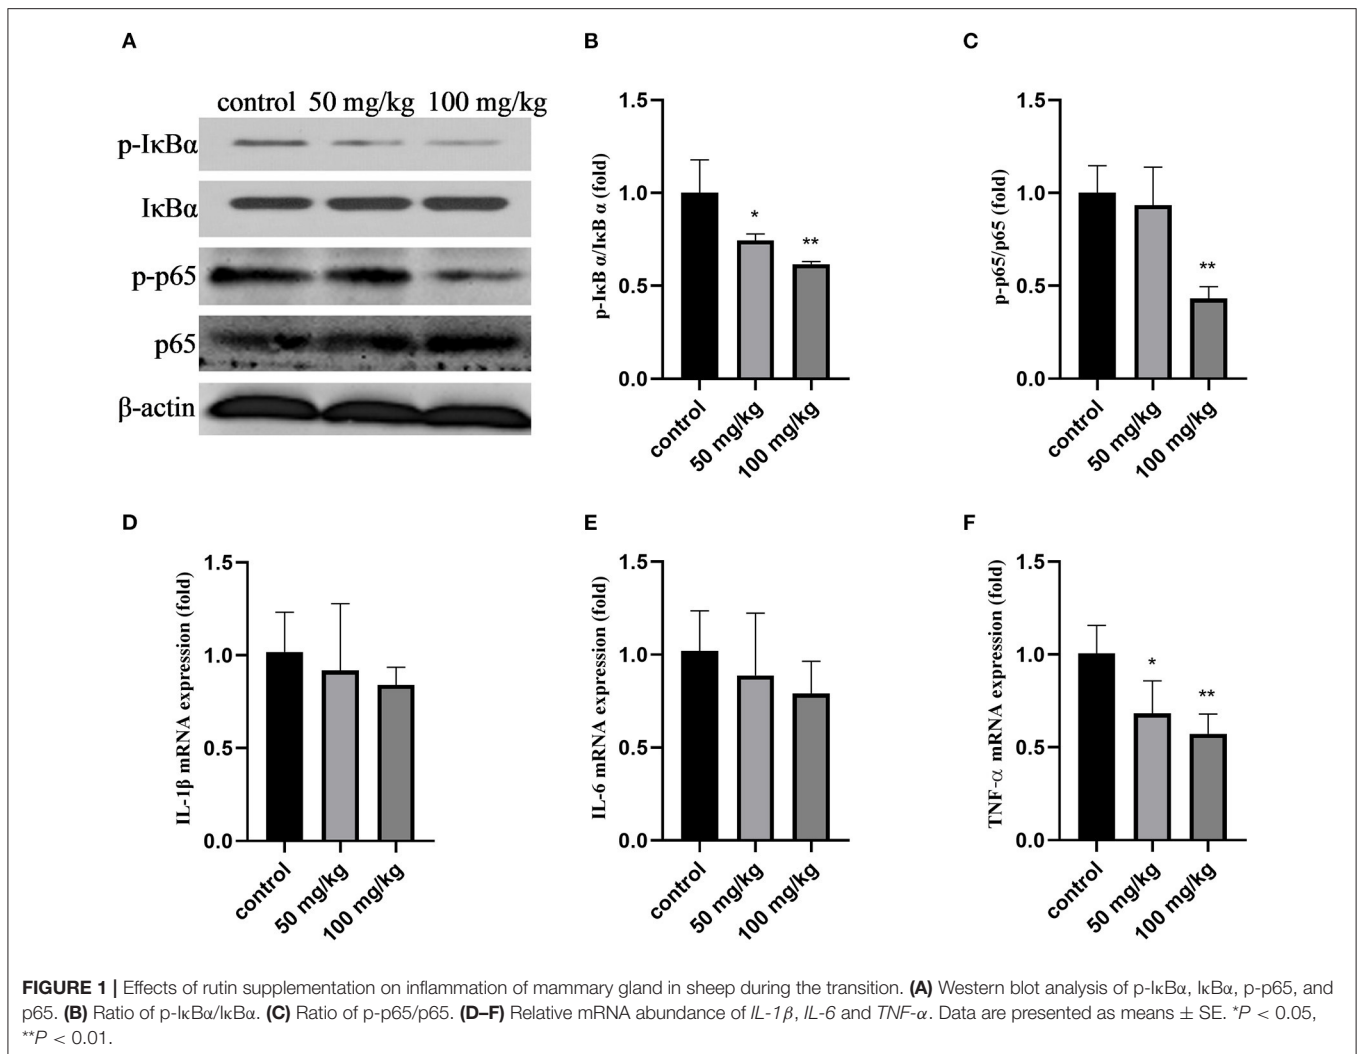 A
control 50 mg/kg 100 mg/kg
p-IκBα
IκBα
p-p65
p65
β-actin
B
p-IκB α/IκB α (fold)
1.5
1.0
0.5
0.0
*
**
control
50 mg/kg
100 mg/kg
C
p-p65/p65 (fold)
1.5
1.0
0.5
0.0
**
control
50 mg/kg
100 mg/kg
D
IL-1β mRNA expression (fold)
1.5
1.0
0.5
0.0
control
50 mg/kg
100 mg/kg
E
IL-6 mRNA expression (fold)
1.5
1.0
0.5
0.0
control
50 mg/kg
100 mg/kg
F
TNF-α mRNA expression (fold)
1.5
1.0
0.5
0.0
*
**
control
50 mg/kg
100 mg/kg
FIGURE 1 | Effects of rutin supplementation on inflammation of mammary gland in sheep during the transition. (A) Western blot analysis of p-IκBα, IκBα, p-p65, and
p65. (B) Ratio of p-IκBα/IκBα. (C) Ratio of p-p65/p65. (D–F) Relative mRNA abundance of IL-1β, IL-6 and TNF-α. Data are presented as means ± SE. *P < 0.05,
**P < 0.01.